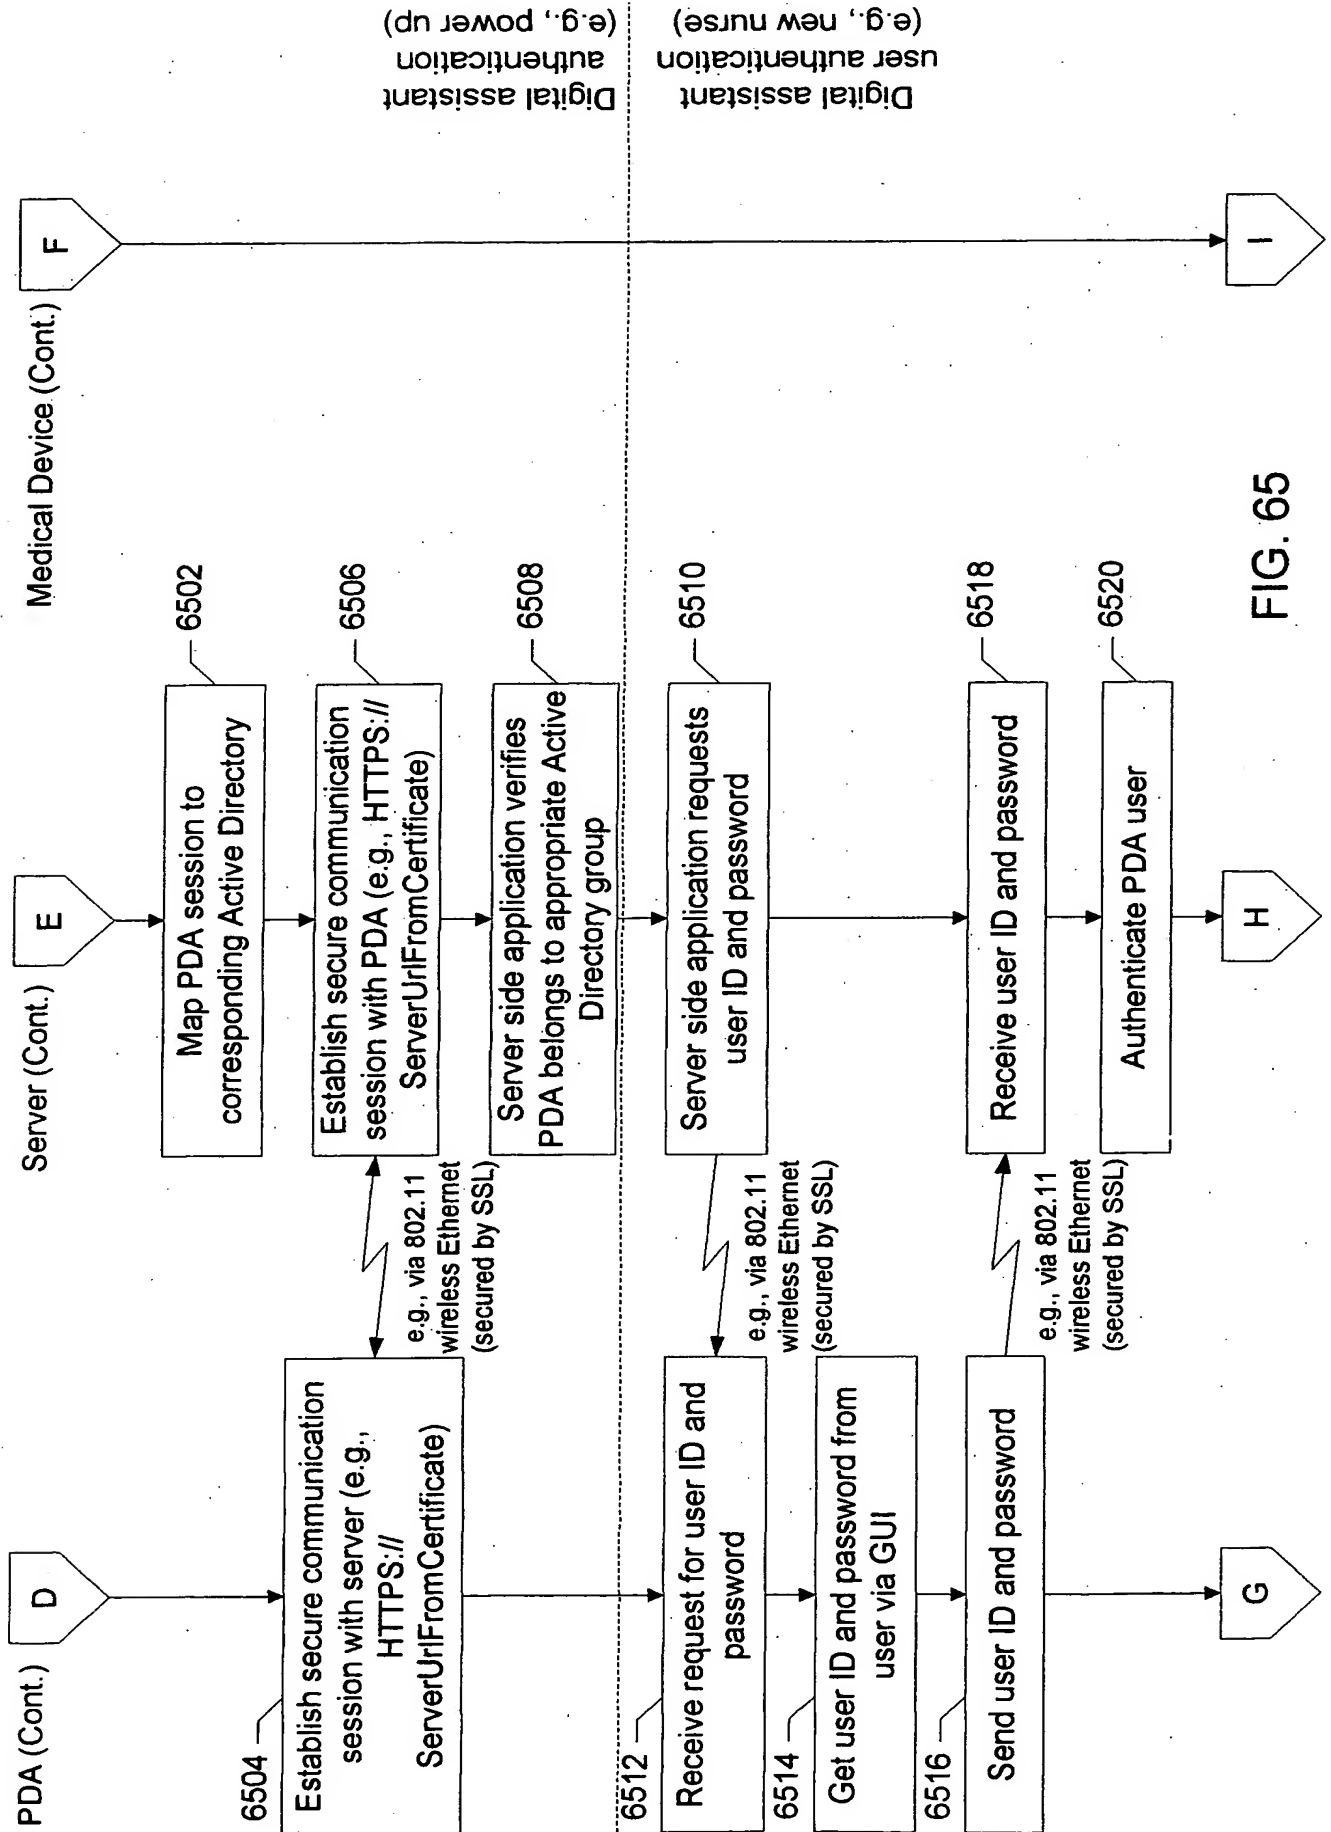 PDA (Cont.)
D
6504
Establish secure communication
session with server (e.g.,
HTTPS://
ServerUrlFromCertificate)
6512
Receive request for user ID and
password
6514
Get user ID and password from
user via GUI
6516
Send user ID and password
G
e.g., via 802.11
wireless Ethernet
(secured by SSL)
e.g., via 802.11
wireless Ethernet
(secured by SSL)
e.g., via 802.11
wireless Ethernet
(secured by SSL)
Server (Cont.)
E
6502
Map PDA session to
corresponding Active Directory
6506
Establish secure communication
session with PDA (e.g., HTTPS://
ServerUrlFromCertificate)
6508
Server side application verifies
PDA belongs to appropriate Active
Directory group
6510
Server side application requests
user ID and password
6518
Receive user ID and password
6520
Authenticate PDA user
H
Medical Device (Cont.)
F
I
Digital assistant
authentication
(e.g., power up)
Digital assistant
user authentication
(e.g., new nurse)
FIG. 65